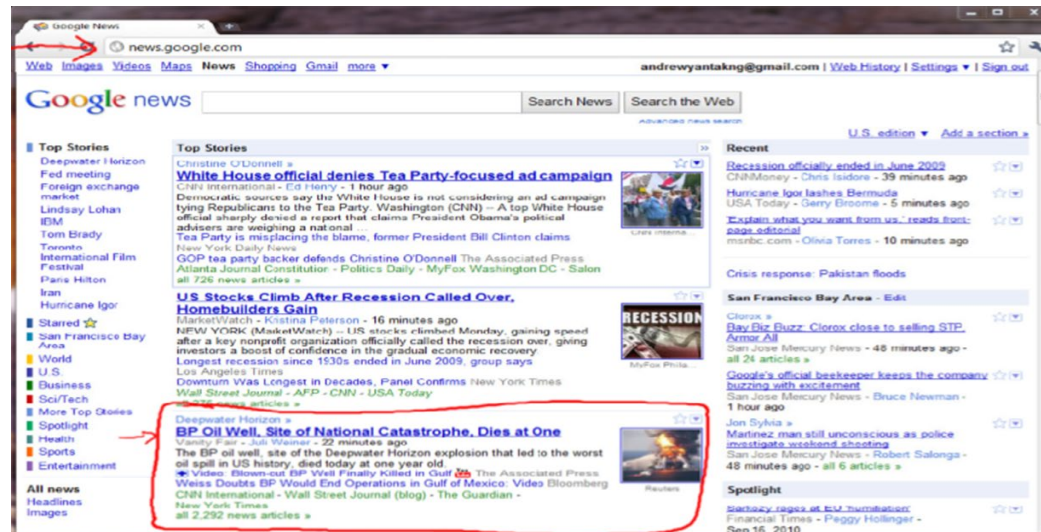 Google News
news.google.com
Web Images Videos Maps News Shopping Gmail more ▼
andrewyantakng@gmail.com | Web History | Settings ▼ | Sign out
Google news
Search News
Search the Web
Advanced news search
U.S. edition ▼ Add a section »
Top Stories
Deepwater Horizon
Fed meeting
Foreign exchange
market
Lindsay Lohan
IBM
Tom Brady
Toronto
International Film
Festival
Paris Hilton
Iran
Hurricane Igor
Starred
San Francisco Bay
Area
World
U.S.
Business
Sci/Tech
More Top Stories
Spotlight
Health
Sports
Entertainment
All news
Headlines
Images
Top Stories »
Christine O'Donnell »
White House official denies Tea Party-focused ad campaign
CNN International - Ed Henry - 1 hour ago
Democratic sources say the White House is not considering an ad campaign
tying Republicans to the Tea Party. Washington (CNN) -- A top White House
official sharply denied a report that claims President Obama's political
advisers are weighing a national ...
Tea Party is misplacing the blame, former President Bill Clinton claims
New York Daily News
GOP tea party backer defends Christine O'Donnell The Associated Press
Atlanta Journal Constitution - Politics Daily - MyFox Washington DC - Salon
all 726 news articles »
CNN Interna...
US Stocks Climb After Recession Called Over,
Homebuilders Gain
MarketWatch - Kristina Peterson - 16 minutes ago
NEW YORK (MarketWatch) -- US stocks climbed Monday, gaining speed
after a key nonprofit organization officially called the recession over, giving
investors a boost of confidence in the gradual economic recovery.
Longest recession since 1930s ended in June 2009, group says
Los Angeles Times
Downturn Was Longest in Decades, Panel Confirms New York Times
Wall Street Journal - AFP - CNN - USA Today
news articles »
RECESSION
MyFox Phila...
Deepwater Horizon »
BP Oil Well, Site of National Catastrophe, Dies at One
Vanity Fair - Juli Weiner - 22 minutes ago
The BP oil well, site of the Deepwater Horizon explosion that led to the worst
oil spill in US history, died today at one year old.
Video: Blown-out BP Well Finally Killed in Gulf The Associated Press
Weiss Doubts BP Would End Operations in Gulf of Mexico: Video Bloomberg
CNN International - Wall Street Journal (blog) - The Guardian -
New York Times
all 2,292 news articles »
Reuters
Recent
Recession officially ended in June 2009
CNNMoney - Chris Isidore - 39 minutes ago
Hurricane Igor lashes Bermuda
USA Today - Gerry Broome - 5 minutes ago
'Explain what you want from us,' reads front-
page editorial
msnbc.com - Olivia Torres - 10 minutes ago
Crisis response: Pakistan floods
San Francisco Bay Area - Edit
Clorox »
Bay Biz Buzz: Clorox close to selling STP,
Armor All
San Jose Mercury News - 48 minutes ago -
all 24 articles »
Google's official beekeeper keeps the company
buzzing with excitement
San Jose Mercury News - Bruce Newman -
1 hour ago
Jon Sylvia »
Martinez man still unconscious as police
investigate weekend shooting
San Jose Mercury News - Robert Salonga -
48 minutes ago - all 6 articles »
Spotlight
Sarkozy rages at EU 'humiliation'
Financial Times - Peggy Hollinger -
Sep 16, 2010